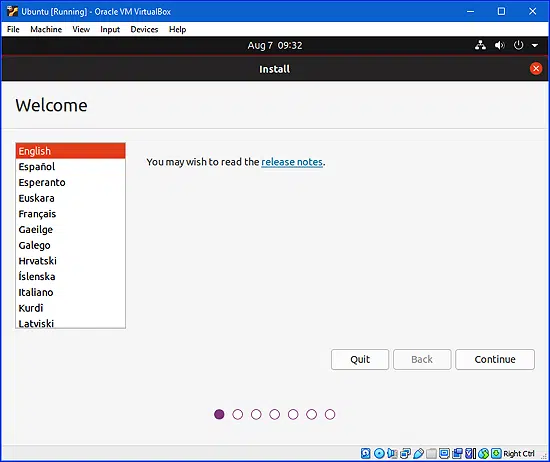 Ubuntu [Running] - Oracle VM VirtualBox
File Machine View Input Devices Help
Aug 7 09:32
Install
Welcome
English
Español
Esperanto
Euskara
Français
Gaeilge
Galego
Hrvatski
Íslenska
Italiano
Kurdî
Latviski
You may wish to read the release notes.
Quit Back Continue
Right Ctrl